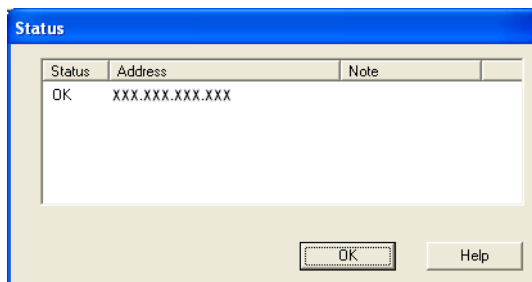 Status
Status Address Note
OK XXX.XXX.XXX.XXX
OK Help